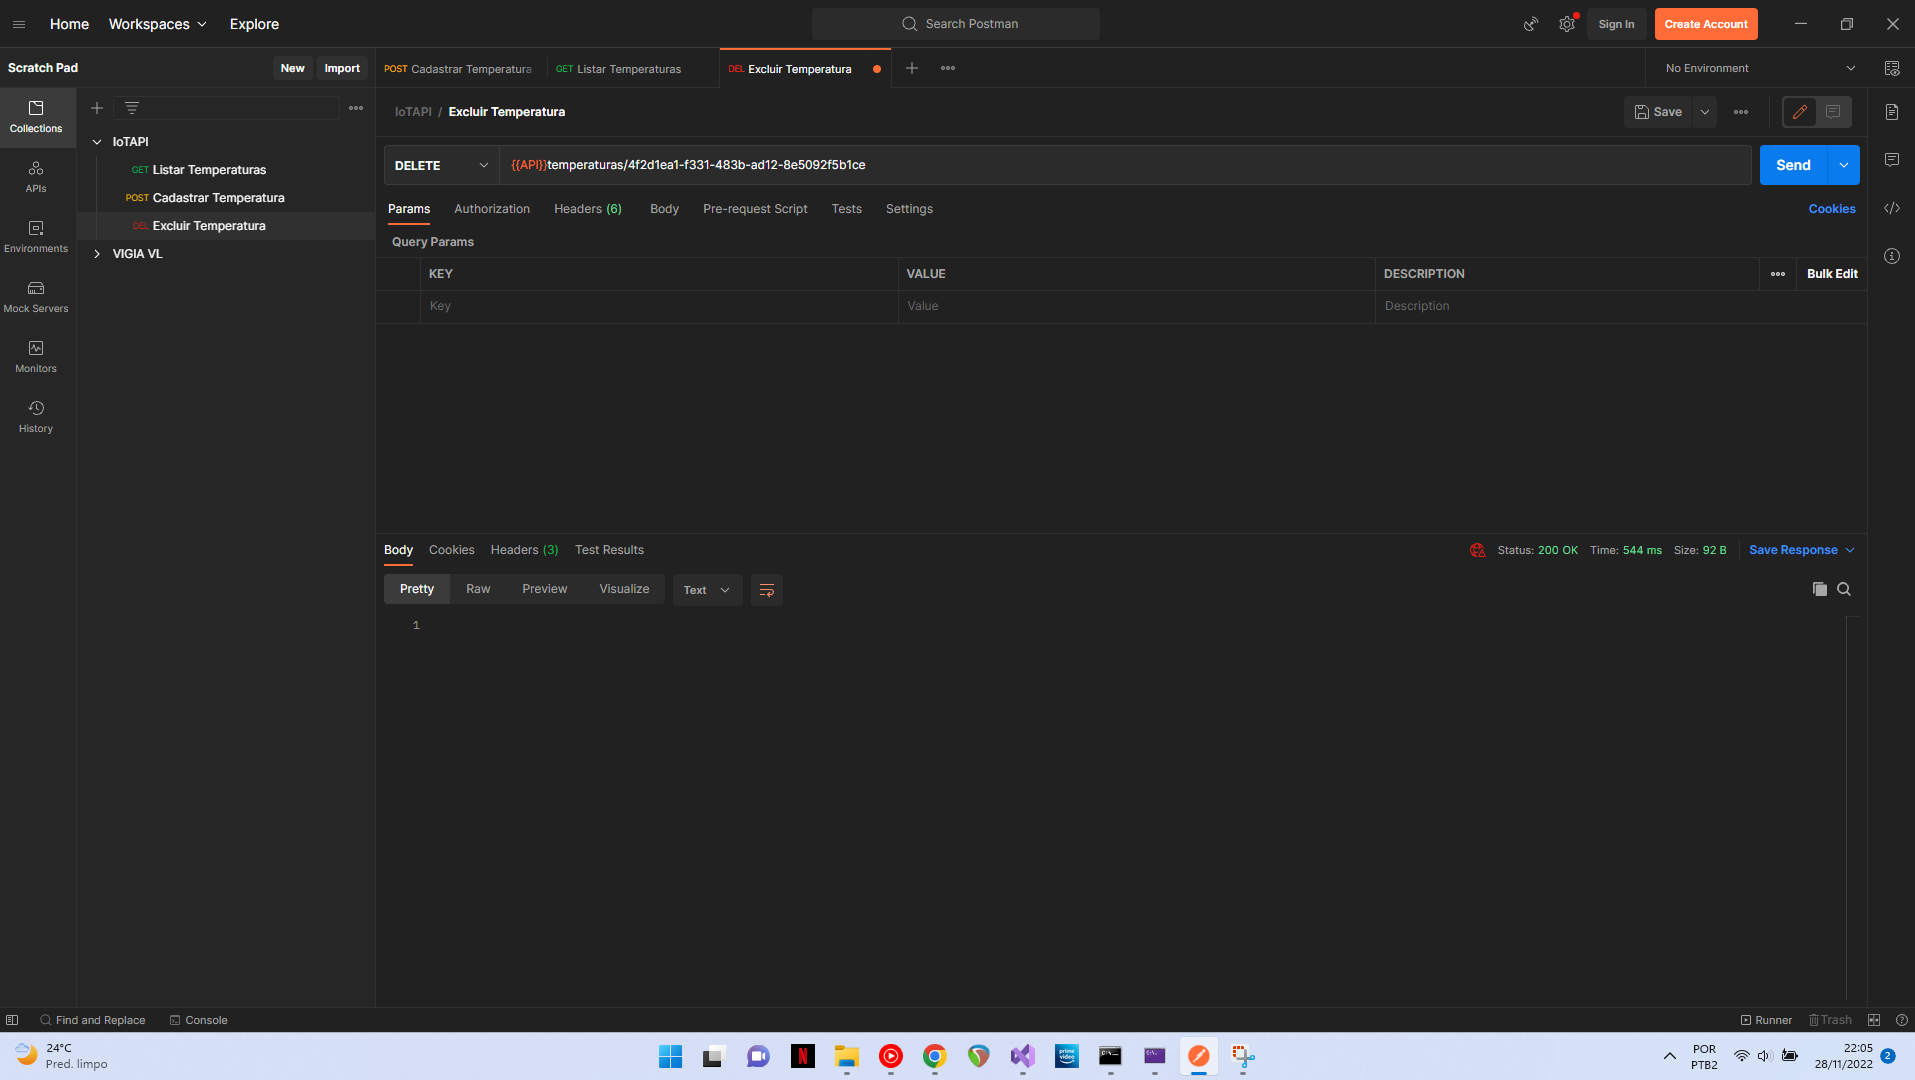 Home Workspaces Explore Search Postman Sign In Create Account
Scratch Pad New Import POST Cadastrar Temperatura GET Listar Temperaturas DEL Excluir Temperatura No Environment
Collections
APIs
Environments
Mock Servers
Monitors
History
IoTAPI
GET Listar Temperaturas
POST Cadastrar Temperatura
DEL Excluir Temperatura
VIGIA VL
IoTAPI / Excluir Temperatura Save
DELETE {{API}}temperaturas/4f2d1ea1-f331-483b-ad12-8e5092f5b1ce Send
Params Authorization Headers (6) Body Pre-request Script Tests Settings Cookies
Query Params
KEY VALUE DESCRIPTION Bulk Edit
Key Value Description
Body Cookies Headers (3) Test Results Status: 200 OK Time: 544 ms Size: 92 B Save Response
Pretty Raw Preview Visualize Text
1
Find and Replace Console Runner Trash
24°C
Pred. limpo
prime video
POR
PTB2
22:05
28/11/2022
2